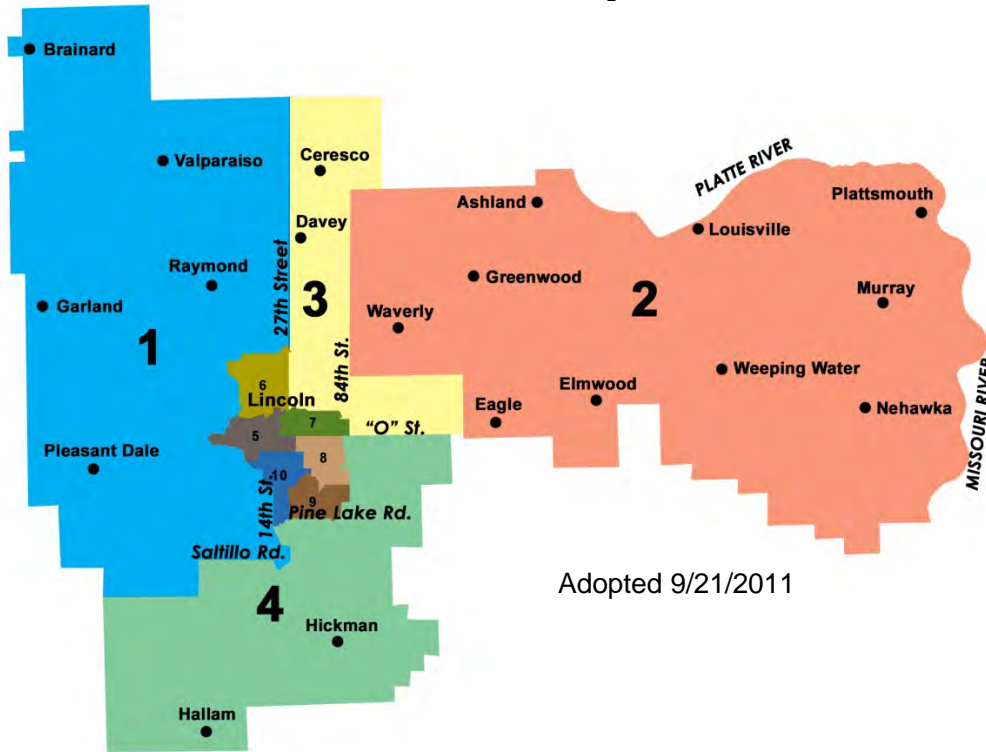 Brainard
Valparaiso
Ceresco
PLATTE RIVER
Ashland
Plattsmouth
Davey
Louisville
Raymond
27th Street
3
Greenwood
2
Murray
Garland
1
Waverly
84th St.
Weeping Water
6
Lincoln
Elmwood
Eagle
Nehawka
7
"O" St.
5
MISSOURI RIVER
Pleasant Dale
8
10
14th St.
9
Pine Lake Rd.
Saltillo Rd.
Adopted 9/21/2011
4
Hickman
Hallam